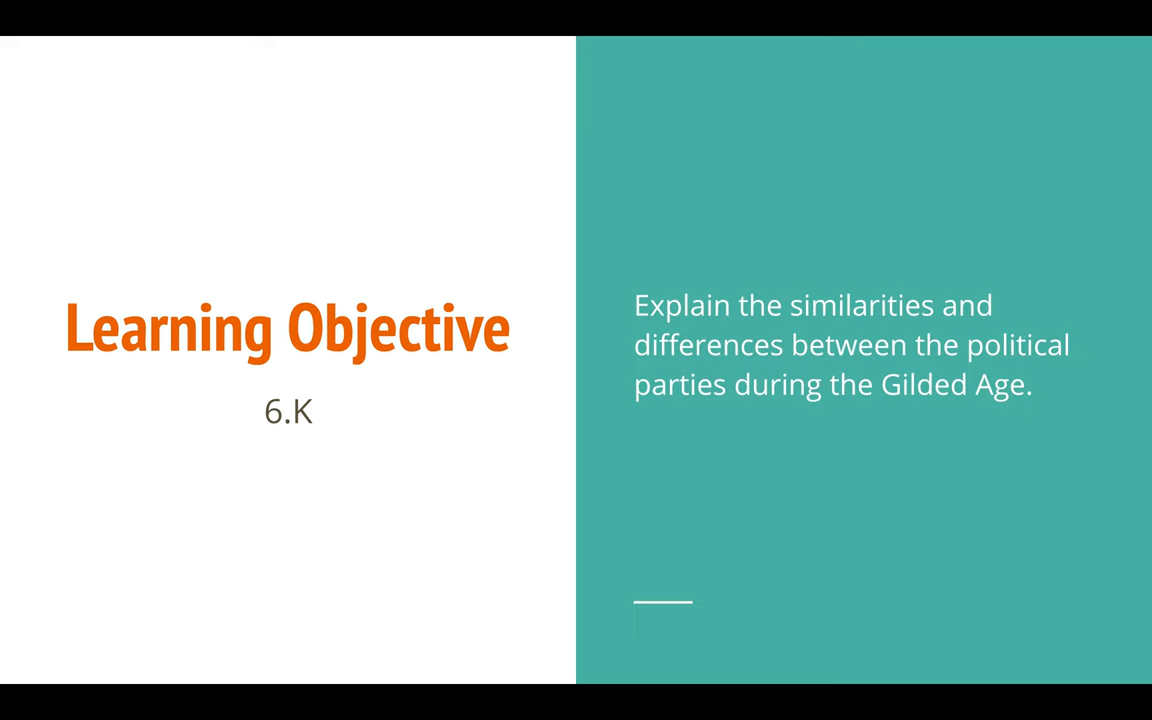 Learning Objective
6.K
Explain the similarities and
differences between the political
parties during the Gilded Age.